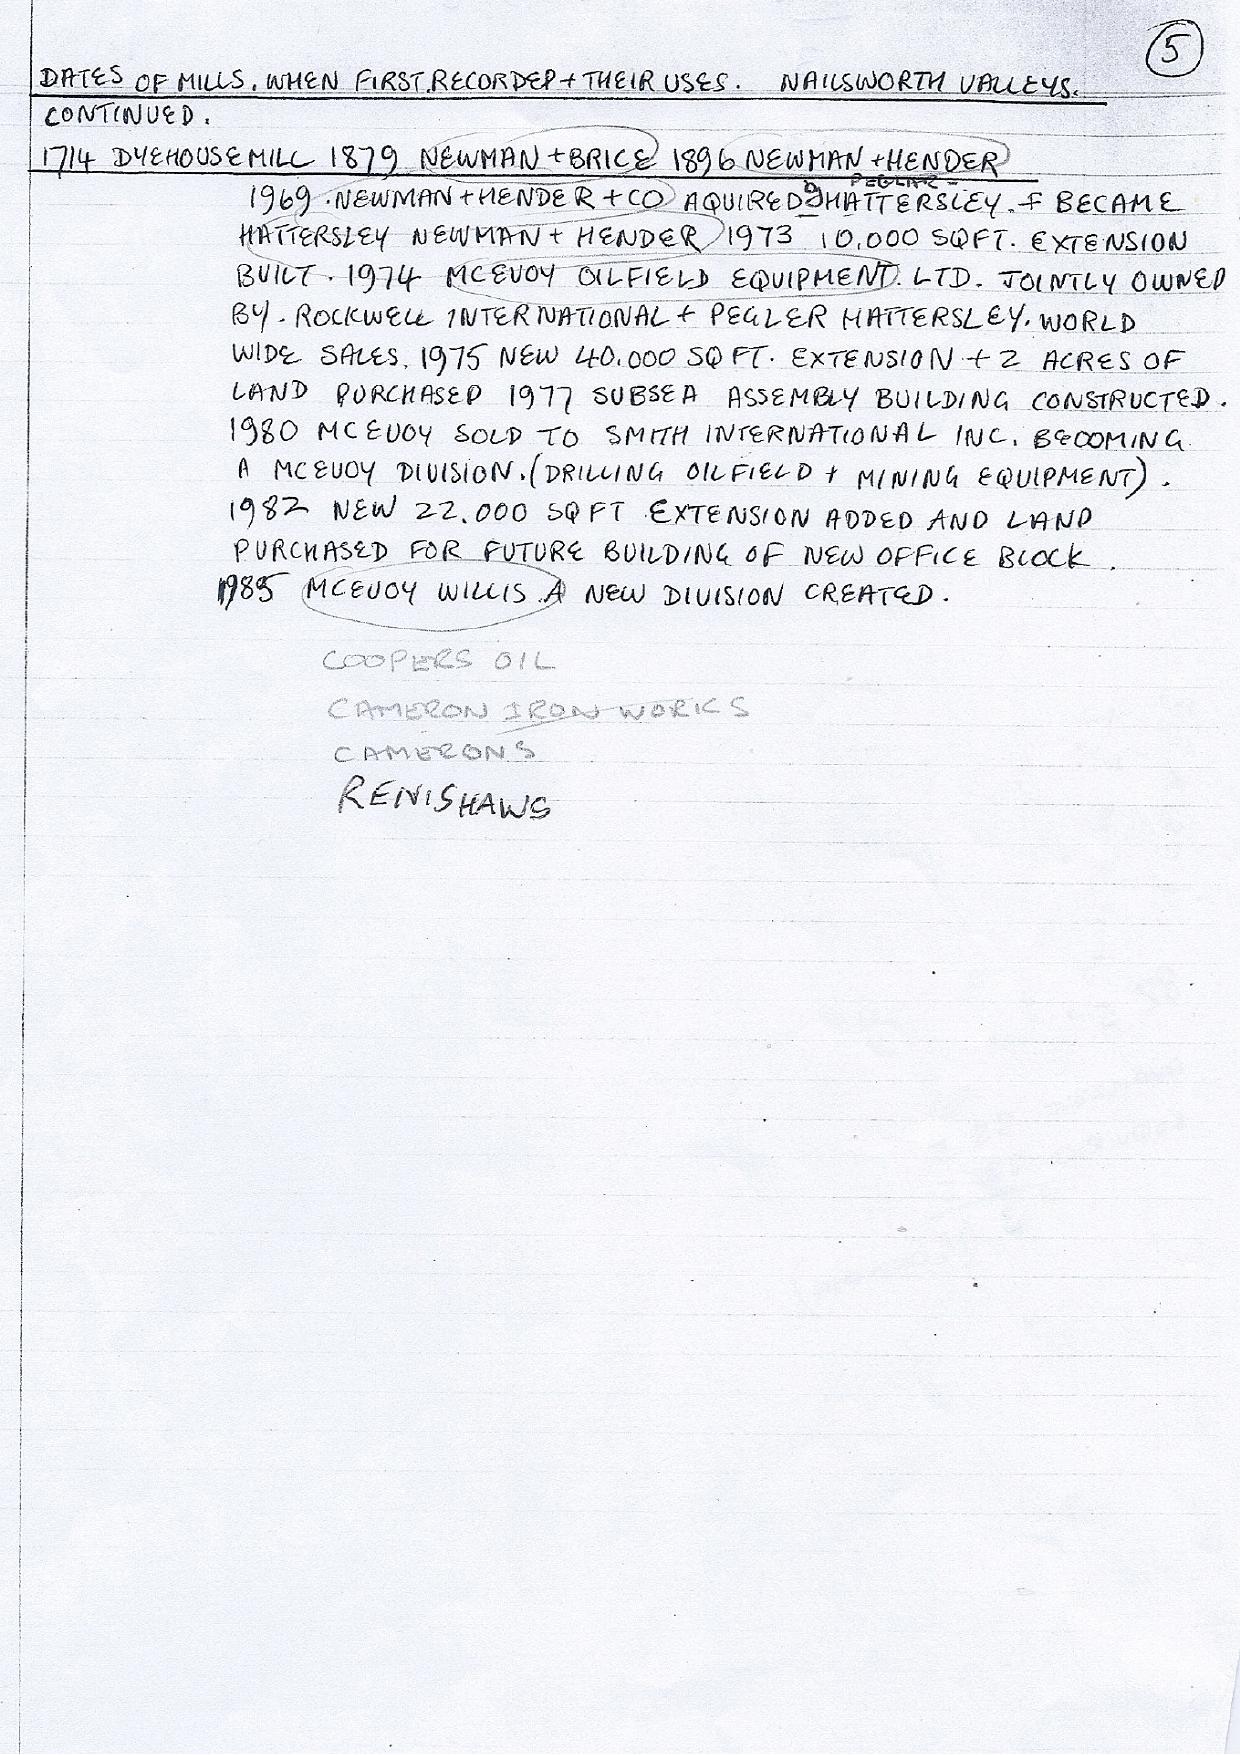 5
DATES OF MILLS. WHEN FIRST.RECORDED + THEIR USES. NAILSWORTH VALLEYS.
CONTINUED.
1714 DYEHOUSE MILL 1879 NEWMAN + BRICE 1896 NEWMAN + HENDER
PEGLAR -
1969. NEWMAN + HENDER + CO AQUIRED HATTERSLEY. + BECAME
HATTERSLEY NEWMAN + HENDER 1973 10,000 SQFT. EXTENSION
BUILT. 1974 MCEVOY OILFIELD EQUIPMENT. LTD. JOINTLY OWNED
BY. ROCKWELL INTERNATIONAL + PEGLER HATTERSLEY. WORLD
WIDE SALES. 1975 NEW 40.000 SQ FT. EXTENSION + 2 ACRES OF
LAND PURCHASED 1977 SUBSEA ASSEMBLY BUILDING CONSTRUCTED.
1980 MCEVOY SOLD TO SMITH INTERNATIONAL INC. BECOMING
A MCEVOY DIVISION. (DRILLING OILFIELD + MINING EQUIPMENT).
1982 NEW 22.000 SQ FT EXTENSION ADDED AND LAND
PURCHASED FOR FUTURE BUILDING OF NEW OFFICE BLOCK.
1985 MCEVOY WILLIS A NEW DIVISION CREATED.
COOPERS OIL
CAMERON IRON WORKS
CAMERONS
RENISHAWS